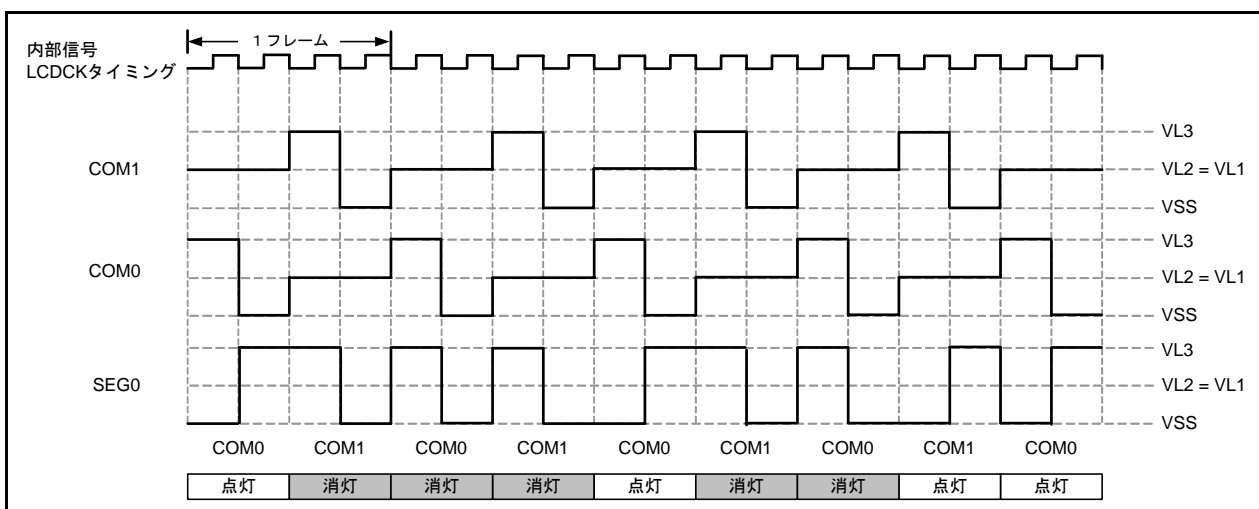 1 フレーム
内部信号
LCDCKタイミング
VL3
COM1
VL2 = VL1
VSS
VL3
COM0
VL2 = VL1
VSS
VL3
SEG0
VL2 = VL1
VSS
COM0 COM1 COM0 COM1 COM0 COM1 COM0 COM1 COM0
点灯 消灯 消灯 消灯 点灯 消灯 消灯 点灯 点灯